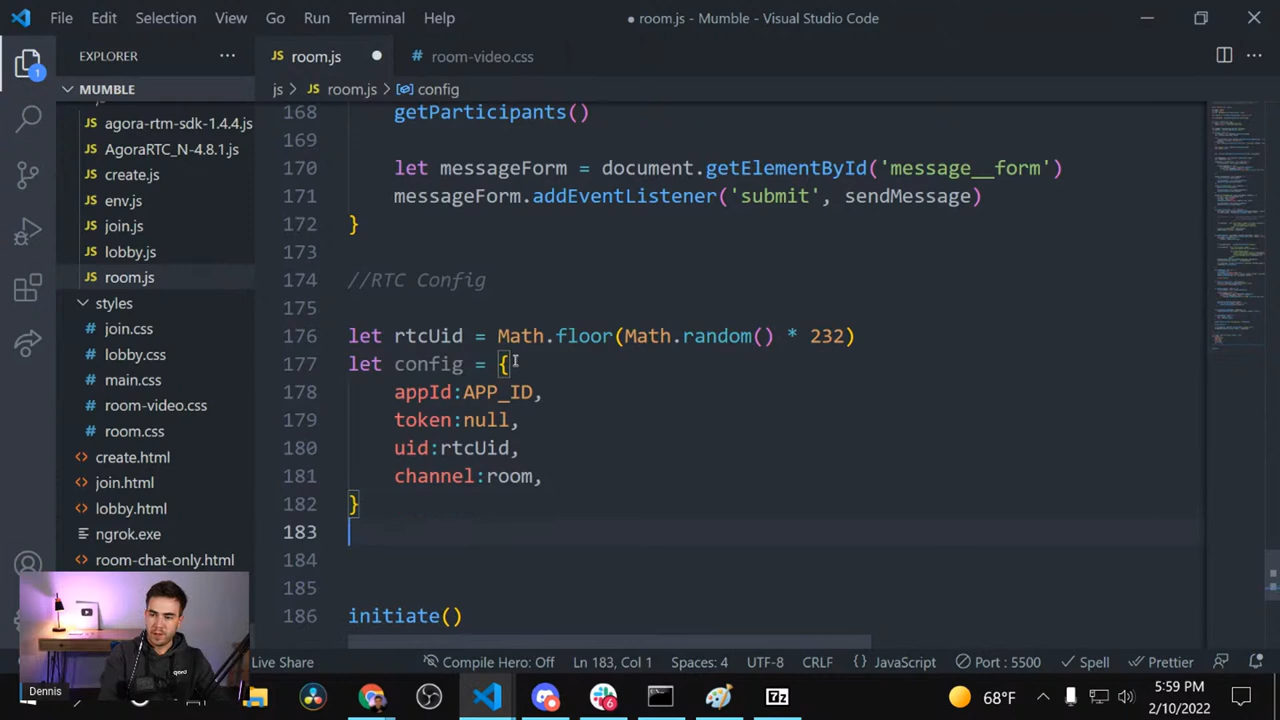 File Edit Selection View Go Run Terminal Help
● room.js - Mumble - Visual Studio Code
EXPLORER ···
JS room.js ●
room-video.css
···
1
MUMBLE
js > JS room.js > config
JS agora-rtm-sdk-1.4.4.js
JS AgoraRTC_N-4.8.1.js
JS create.js
JS env.js
JS join.js
JS lobby.js
JS room.js
styles
join.css
lobby.css
main.css
room-video.css
room.css
<> create.html
<> join.html
<> lobby.html
ngrok.exe
<> room-chat-only.html
168 getParticipants()
169
170 let messageForm = document.getElementById('message__form')
171 messageForm.addEventListener('submit', sendMessage)
172 }
173
174 //RTC Config
175
176 let rtcUid = Math.floor(Math.random() * 232)
177 let config = {
178 appId:APP_ID,
179 token:null,
180 uid:rtcUid,
181 channel:room,
182 }
183
184
185
186 initiate()
Dennis
Live Share Compile Hero: Off Ln 183, Col 1 Spaces: 4 UTF-8 CRLF {} JavaScript Port : 5500 Spell Prettier
6
7z
68°F
5:59 PM
2/10/2022